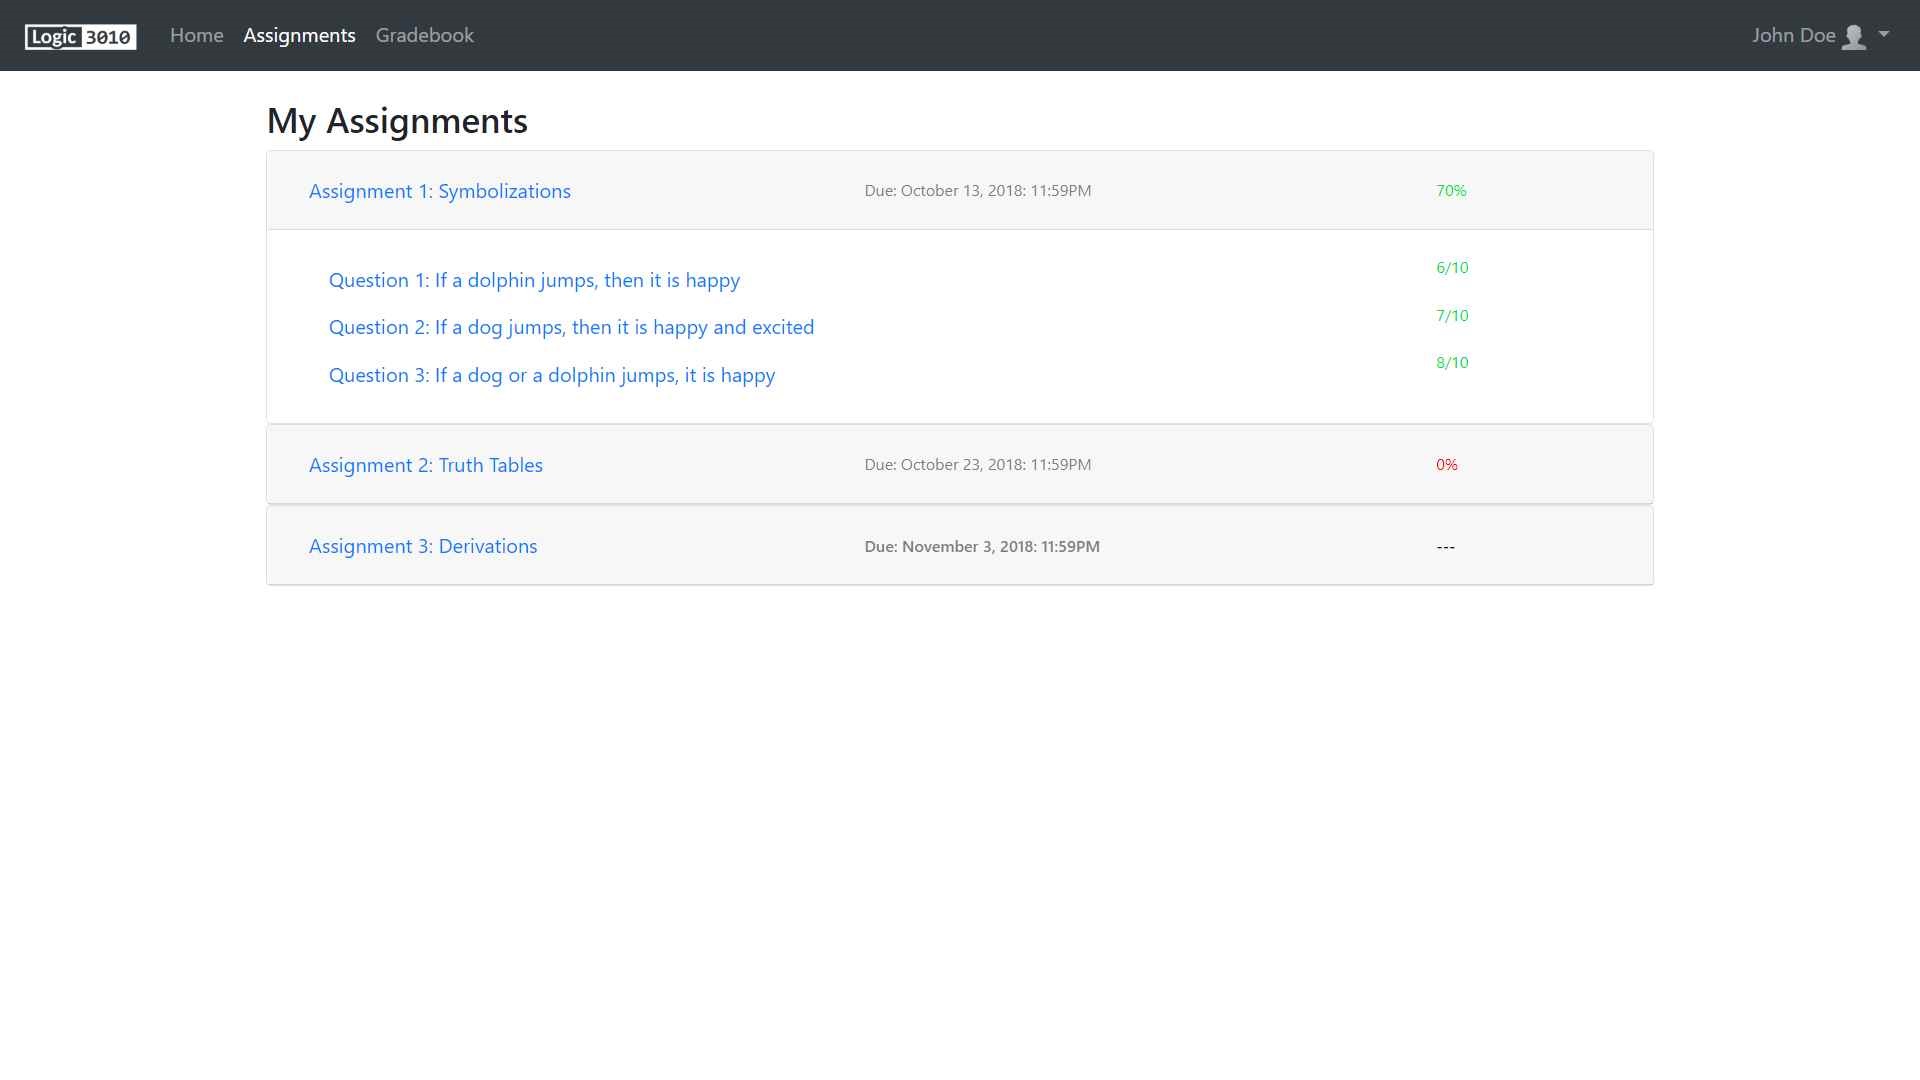 Logic 3010 Home Assignments Gradebook John Doe
My Assignments
Assignment 1: Symbolizations Due: October 13, 2018: 11:59PM 70%
Question 1: If a dolphin jumps, then it is happy 6/10
Question 2: If a dog jumps, then it is happy and excited 7/10
Question 3: If a dog or a dolphin jumps, it is happy 8/10
Assignment 2: Truth Tables Due: October 23, 2018: 11:59PM 0%
Assignment 3: Derivations Due: November 3, 2018: 11:59PM ---